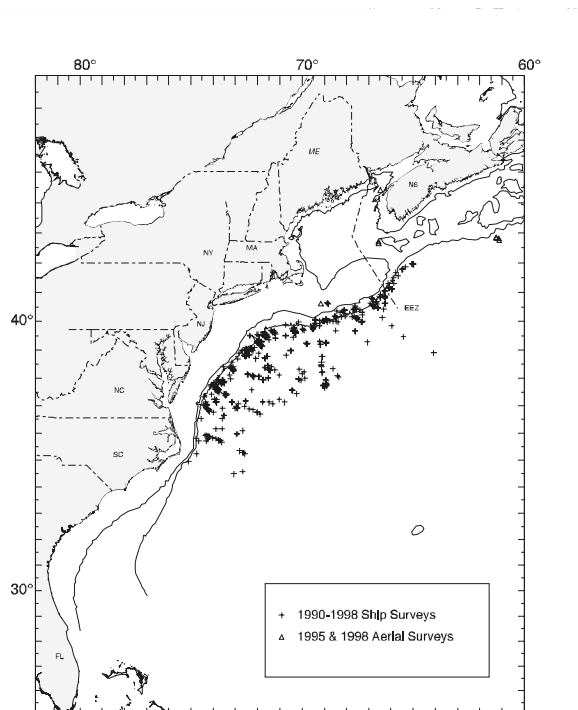 80° 70° 60°
ME
NS
NY MA
EEZ
40° NJ
NC
SC
30°
+ 1990-1998 Ship Surveys
Δ 1995 & 1998 Aerial Surveys
FL